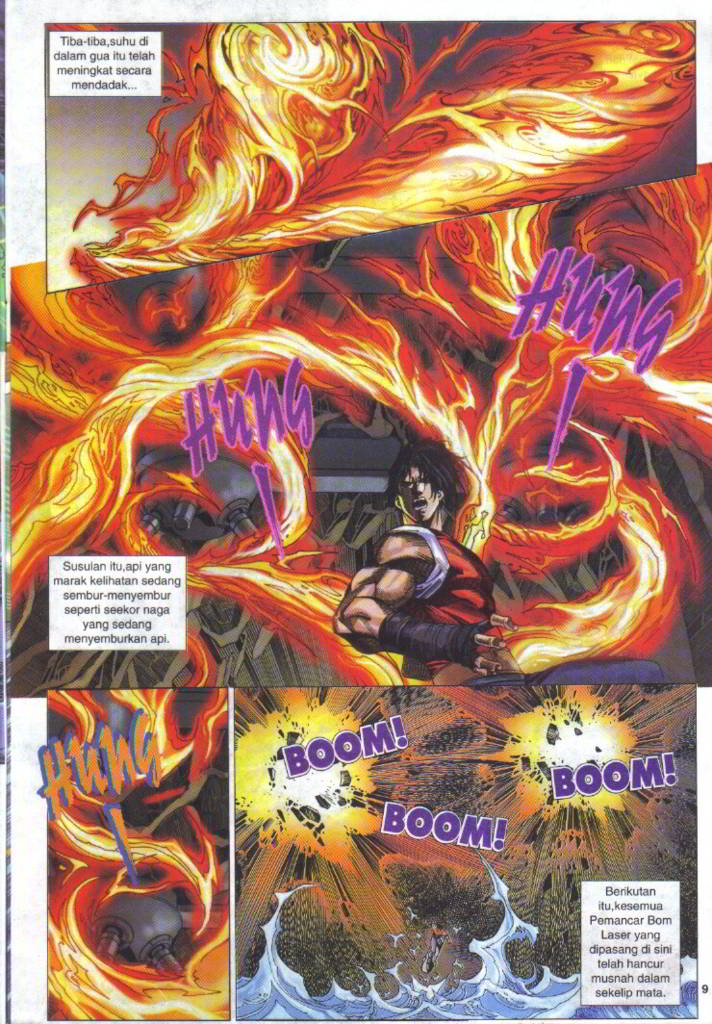 Tiba-tiba,suhu di
dalam gua itu telah
meningkat secara
mendadak...
HUNG!
HUNG!
Susulan itu,api yang
marak kelihatan sedang
sembur-menyembur
seperti seekor naga
yang sedang
menyemburkan api.
HUNG!
BOOM!
BOOM!
BOOM!
Berikutan
itu,kesemua
Pemancar Bom
Laser yang
dipasang di sini
telah hancur
musnah dalam
sekelip mata.
9